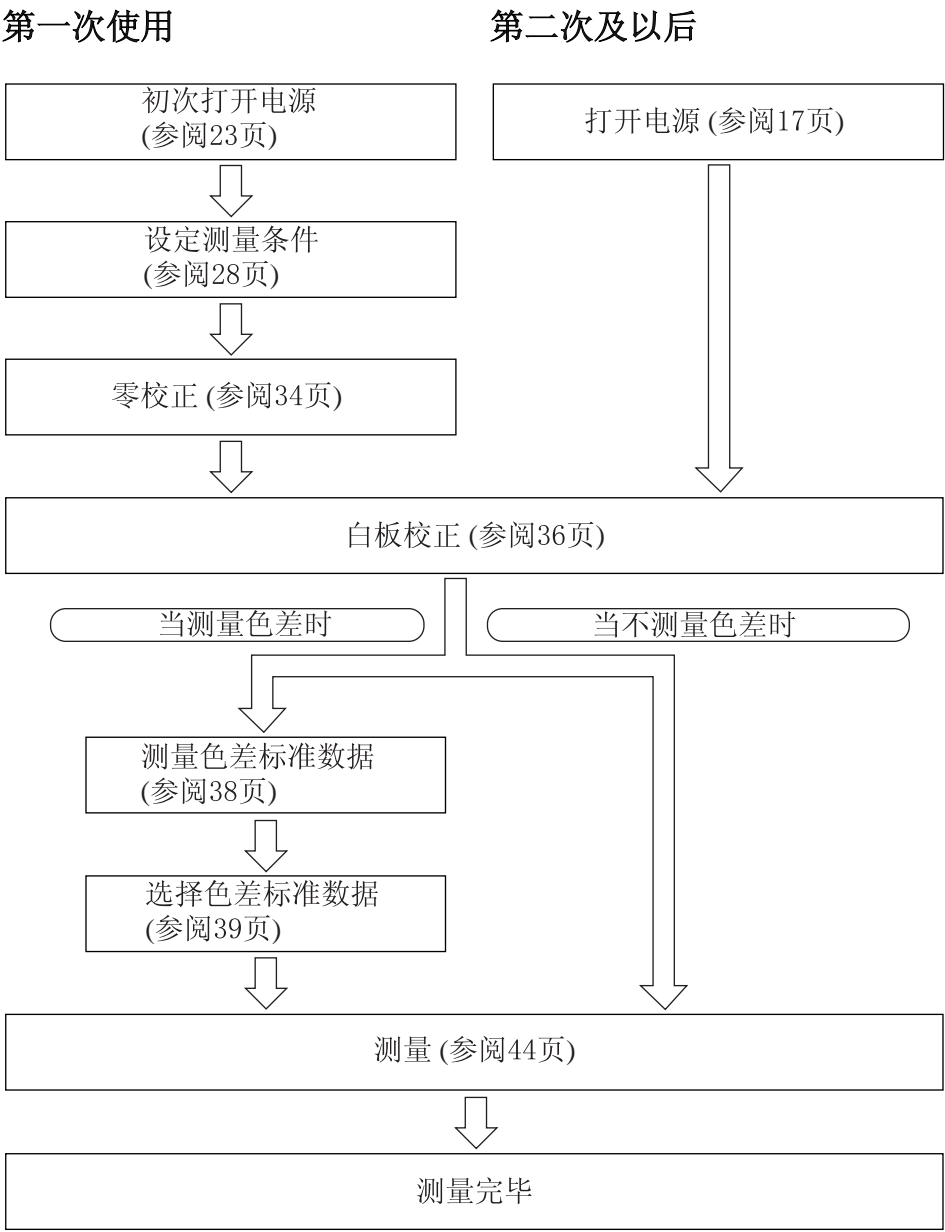 第一次使用
第二次及以后
初次打开电源
(参阅23页)
打开电源 (参阅17页)
设定测量条件
(参阅28页)
零校正 (参阅34页)
白板校正 (参阅36页)
当测量色差时
当不测量色差时
测量色差标准数据
(参阅38页)
选择色差标准数据
(参阅39页)
测量 (参阅44页)
测量完毕